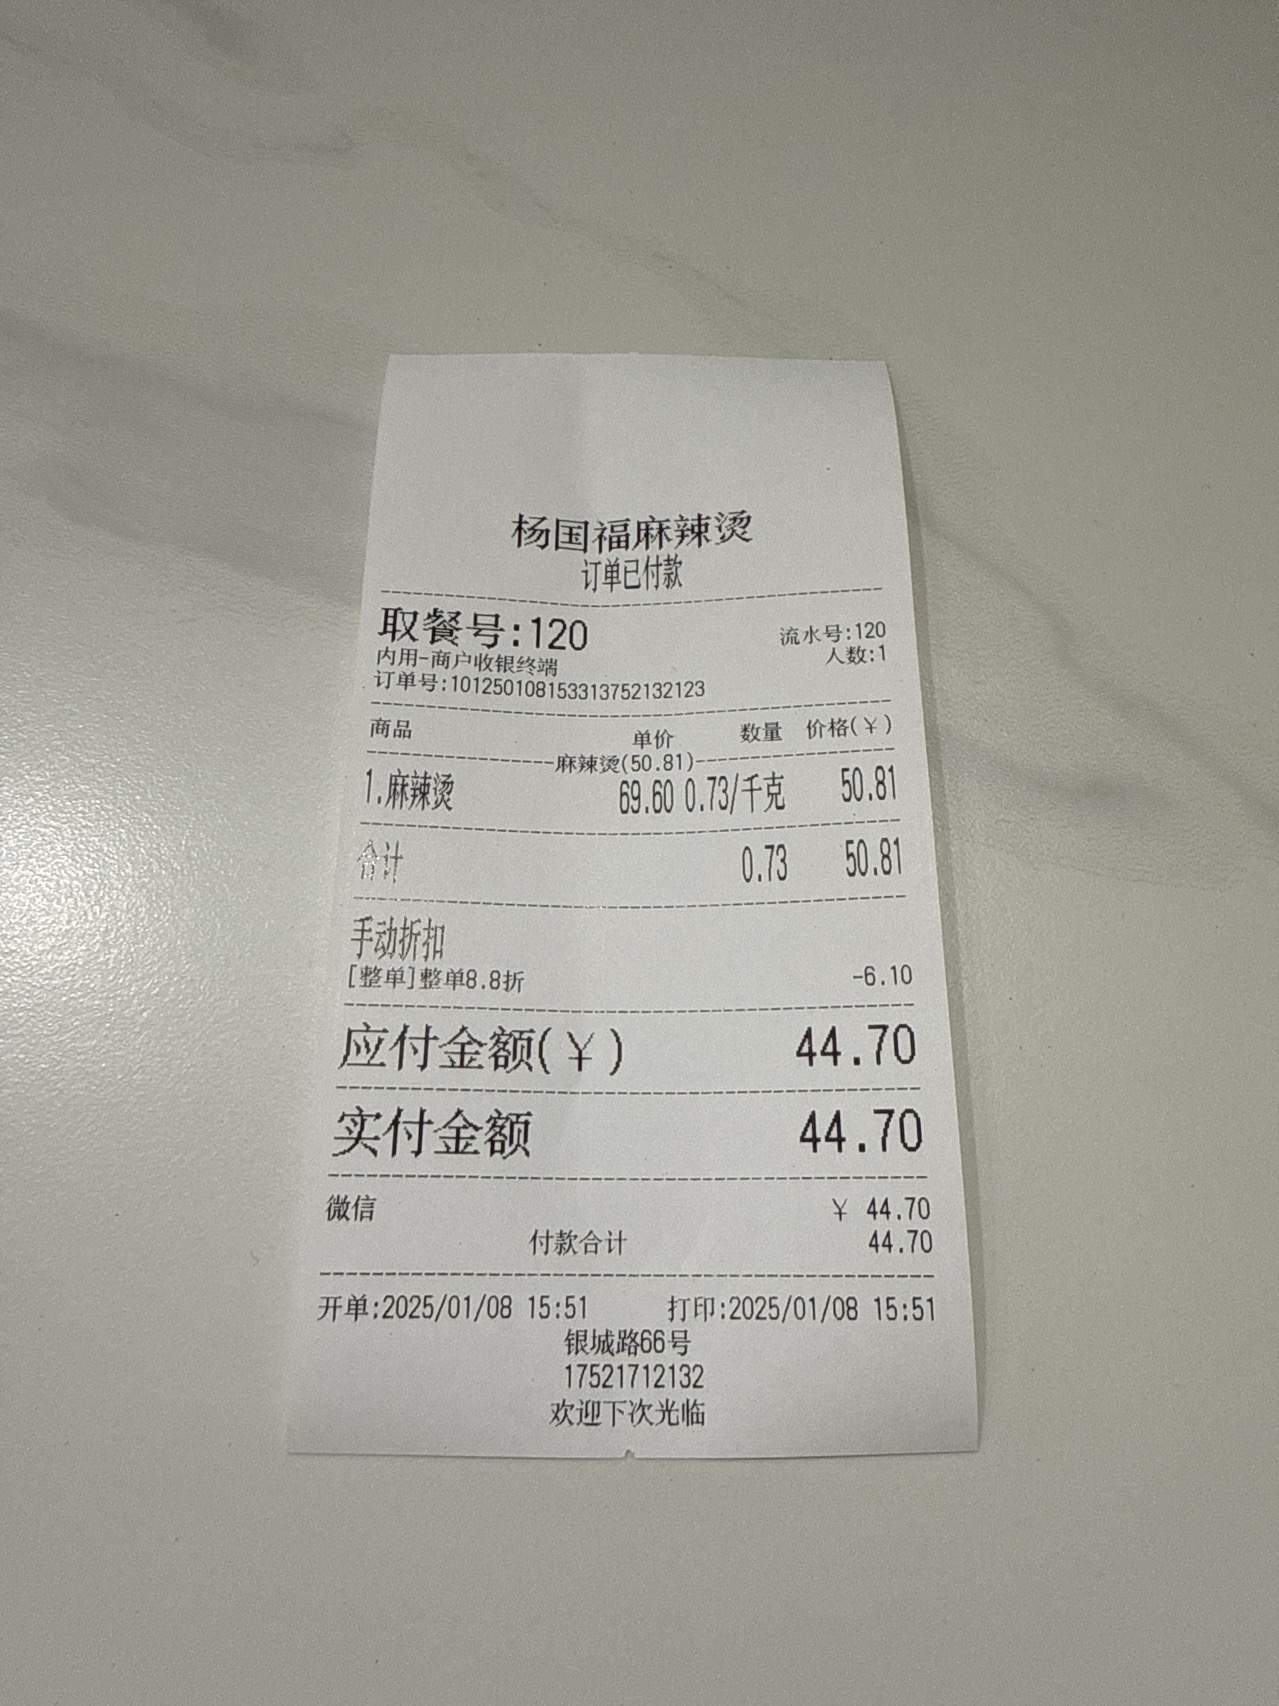 杨国福麻辣烫
订单已付款
取餐号:120 流水号:120
内用-商户收银终端 人数:1
订单号:101250108153313752132123
商品 单价 数量 价格(¥)
麻辣烫(50.81)
1.麻辣烫 69.60 0.73/千克 50.81
合计 0.73 50.81
手动折扣
[整单]整单8.8折 -6.10
应付金额(¥) 44.70
实付金额 44.70
微信 ¥ 44.70
付款合计 44.70
开单:2025/01/08 15:51 打印:2025/01/08 15:51
银城路66号
17521712132
欢迎下次光临